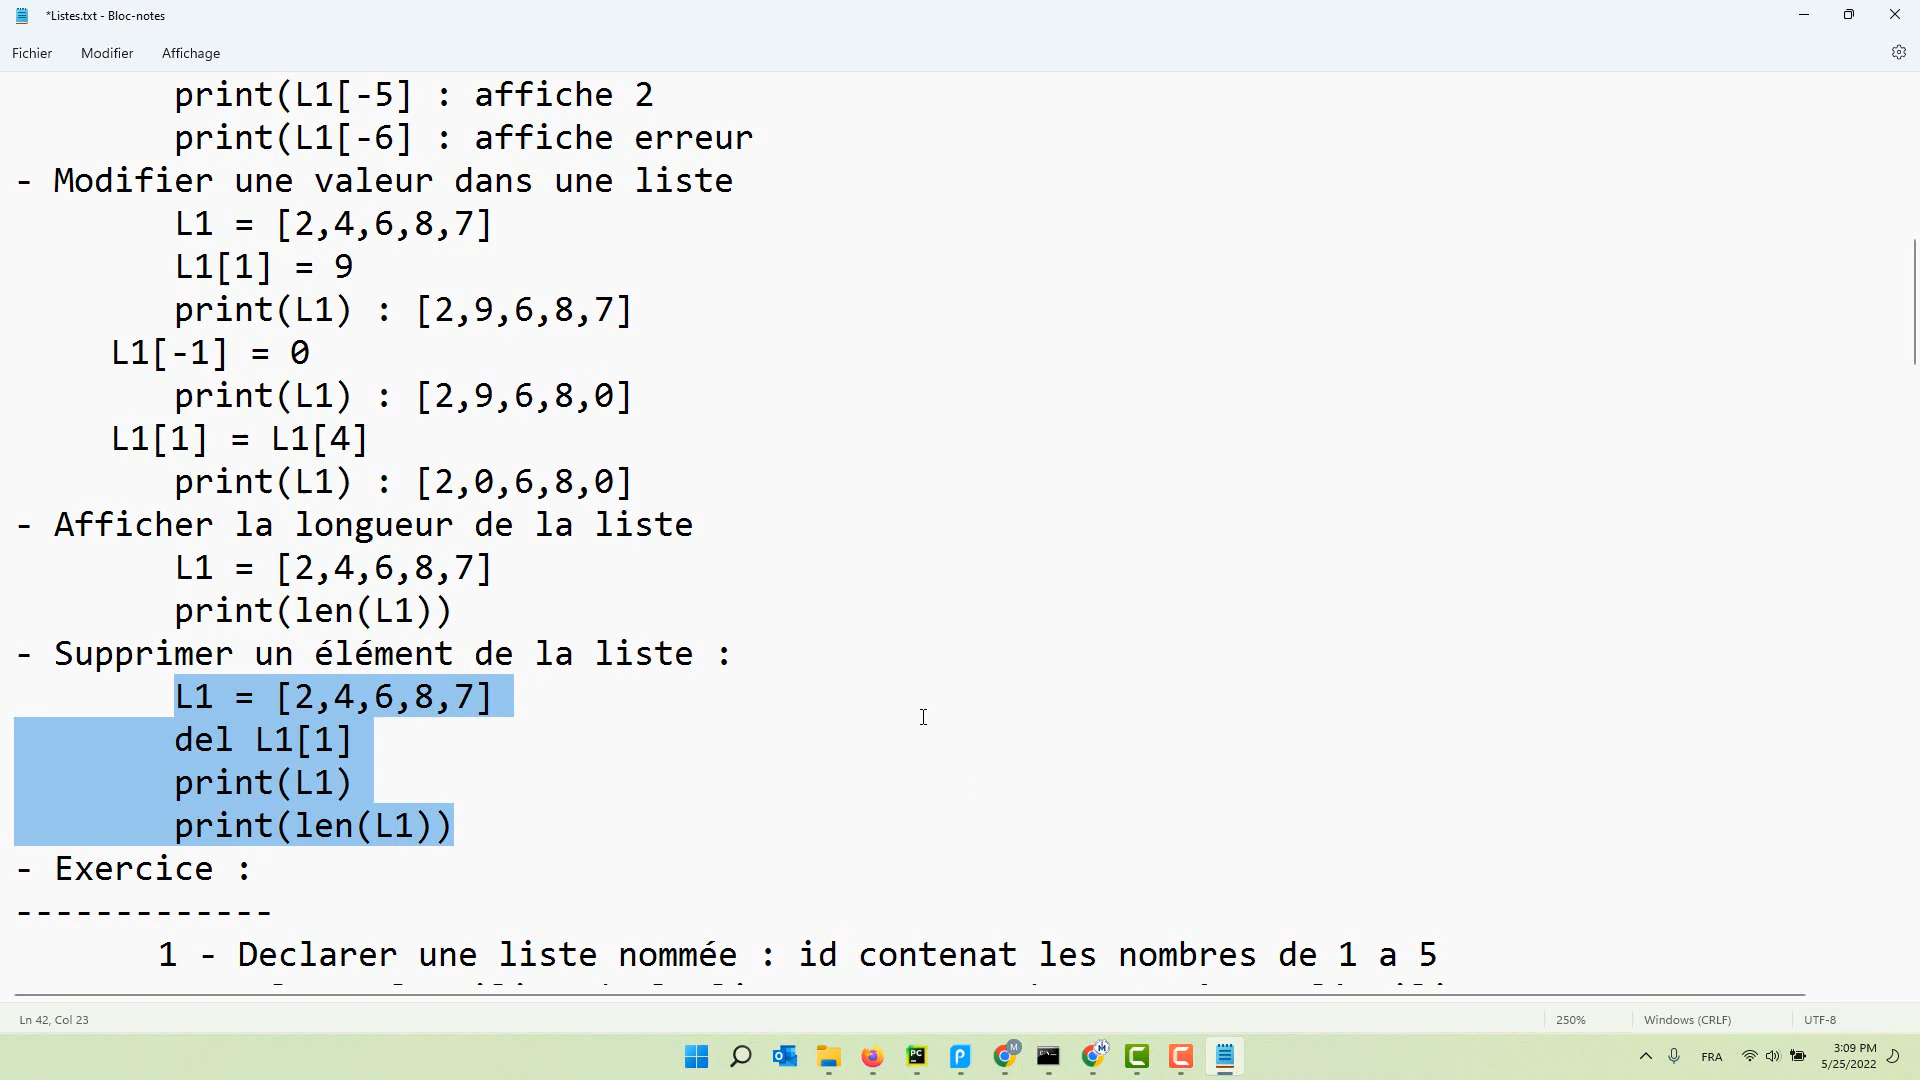 *Listes.txt - Bloc-notes
Fichier Modifier Affichage
print(L1[-5] : affiche 2
print(L1[-6] : affiche erreur
- Modifier une valeur dans une liste
L1 = [2,4,6,8,7]
L1[1] = 9
print(L1) : [2,9,6,8,7]
L1[-1] = 0
print(L1) : [2,9,6,8,0]
L1[1] = L1[4]
print(L1) : [2,0,6,8,0]
- Afficher la longueur de la liste
L1 = [2,4,6,8,7]
print(len(L1))
- Supprimer un élément de la liste :
L1 = [2,4,6,8,7]
del L1[1]
print(L1)
print(len(L1))
- Exercice :
-------------
1 - Declarer une liste nommée : id contenat les nombres de 1 a 5
Ln 42, Col 23 250% Windows (CRLF) UTF-8
FRA 3:09 PM
5/25/2022